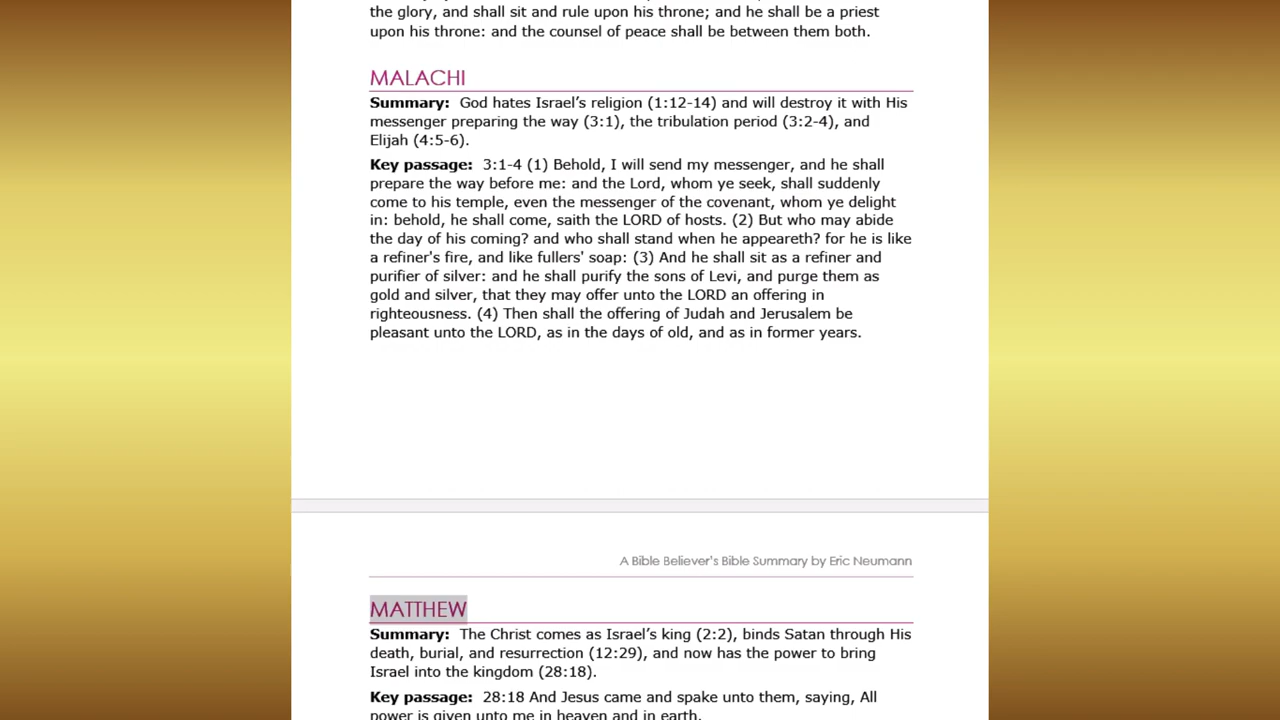 the glory, and shall sit and rule upon his throne; and he shall be a priest
upon his throne: and the counsel of peace shall be between them both.
MALACHI
Summary: God hates Israel’s religion (1:12-14) and will destroy it with His
messenger preparing the way (3:1), the tribulation period (3:2-4), and
Elijah (4:5-6).
Key passage: 3:1-4 (1) Behold, I will send my messenger, and he shall
prepare the way before me: and the Lord, whom ye seek, shall suddenly
come to his temple, even the messenger of the covenant, whom ye delight
in: behold, he shall come, saith the LORD of hosts. (2) But who may abide
the day of his coming? and who shall stand when he appeareth? for he is like
a refiner's fire, and like fullers' soap: (3) And he shall sit as a refiner and
purifier of silver: and he shall purify the sons of Levi, and purge them as
gold and silver, that they may offer unto the LORD an offering in
righteousness. (4) Then shall the offering of Judah and Jerusalem be
pleasant unto the LORD, as in the days of old, and as in former years.
A Bible Believer’s Bible Summary by Eric Neumann
MATTHEW
Summary: The Christ comes as Israel’s king (2:2), binds Satan through His
death, burial, and resurrection (12:29), and now has the power to bring
Israel into the kingdom (28:18).
Key passage: 28:18 And Jesus came and spake unto them, saying, All
power is given unto me in heaven and in earth.